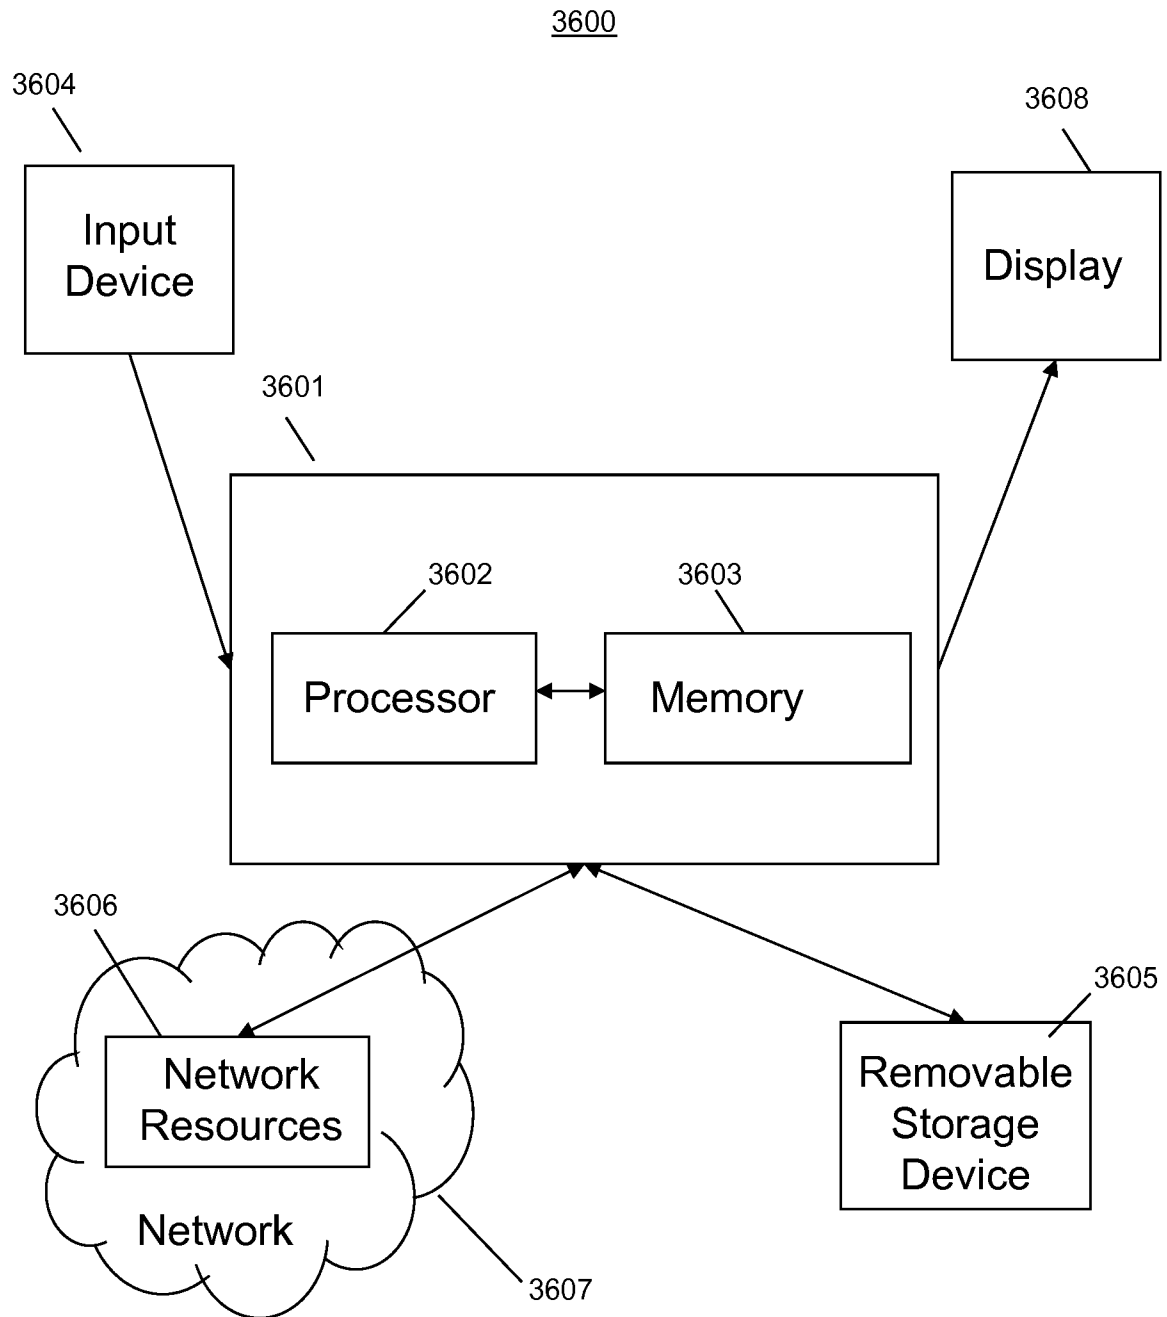 3600
3604
3608
Input
Device
Display
3601
3602
3603
Processor
Memory
3606
3605
Network
Resources
Removable
Storage
Device
Network
3607